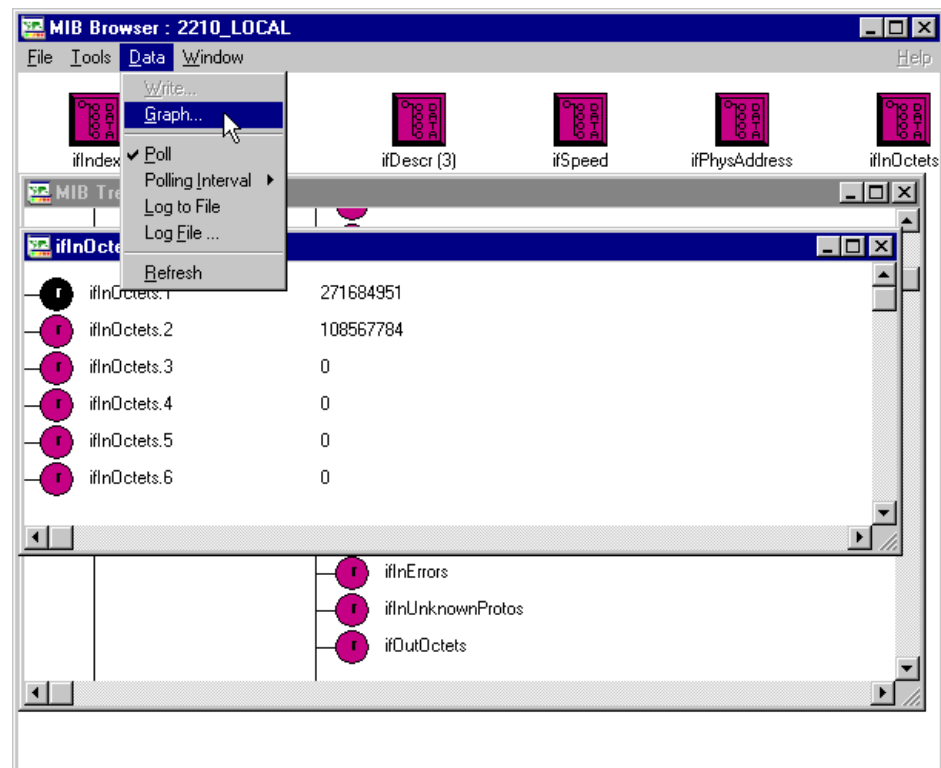 MIB Browser : 2210_LOCAL
File Tools Data Window Help
Write...
Graph...
Poll
Polling Interval
Log to File
Log File ...
Refresh
ifIndex
ifDescr (3)
ifSpeed
ifPhysAddress
ifInOctets
MIB Tre
ifInOcte
ifInOctets.1 271684951
ifInOctets.2 108567784
ifInOctets.3 0
ifInOctets.4 0
ifInOctets.5 0
ifInOctets.6 0
ifInErrors
ifInUnknownProtos
ifOutOctets